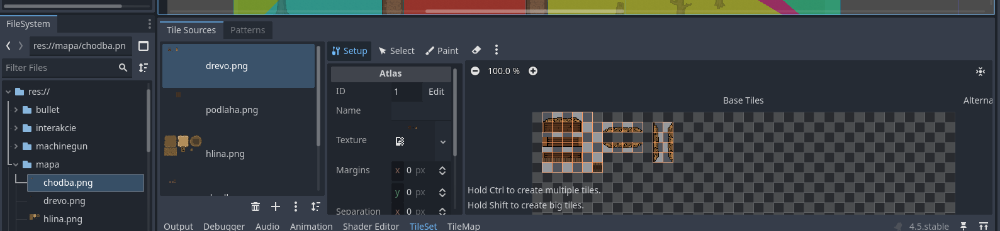 FileSystem
res://mapa/chodba.pn
Filter Files
res://
bullet
interakcie
machinegun
mapa
chodba.png
drevo.png
hlina.png
Tile Sources Patterns
drevo.png
podlaha.png
hlina.png
Setup Select Paint
Atlas
ID 1 Edit
Name
Texture
Margins x 0 px
y 0 px
Separation x 0 px
100.0 %
Base Tiles Alterna
Hold Ctrl to create multiple tiles.
Hold Shift to create big tiles.
Output Debugger Audio Animation Shader Editor TileSet TileMap 4.5.stable